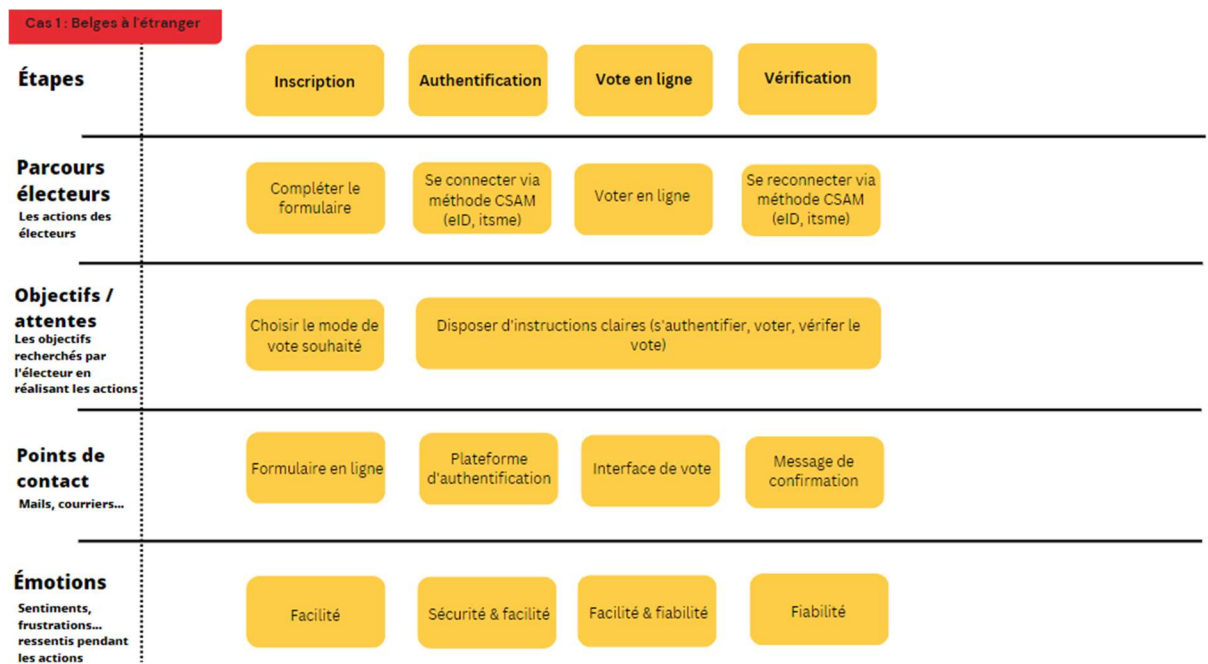 Cas 1 : Belges à l'étranger
Étapes
Inscription
Authentification
Vote en ligne
Vérification
Parcours
électeurs
Les actions des
électeurs
Compléter le
formulaire
Se connecter via
méthode CSAM
(eID, itsme)
Voter en ligne
Se reconnecter via
méthode CSAM
(eID, itsme)
Objectifs /
attentes
Les objectifs
recherchés par
l'électeur en
réalisant les actions
Choisir le mode de
vote souhaité
Disposer d'instructions claires (s'authentifier, voter, vérifer le
vote)
Points de
contact
Mails, courriers...
Formulaire en ligne
Plateforme
d'authentification
Interface de vote
Message de
confirmation
Émotions
Sentiments,
frustrations...
ressentis pendant
les actions
Facilité
Sécurité & facilité
Facilité & fiabilité
Fiabilité